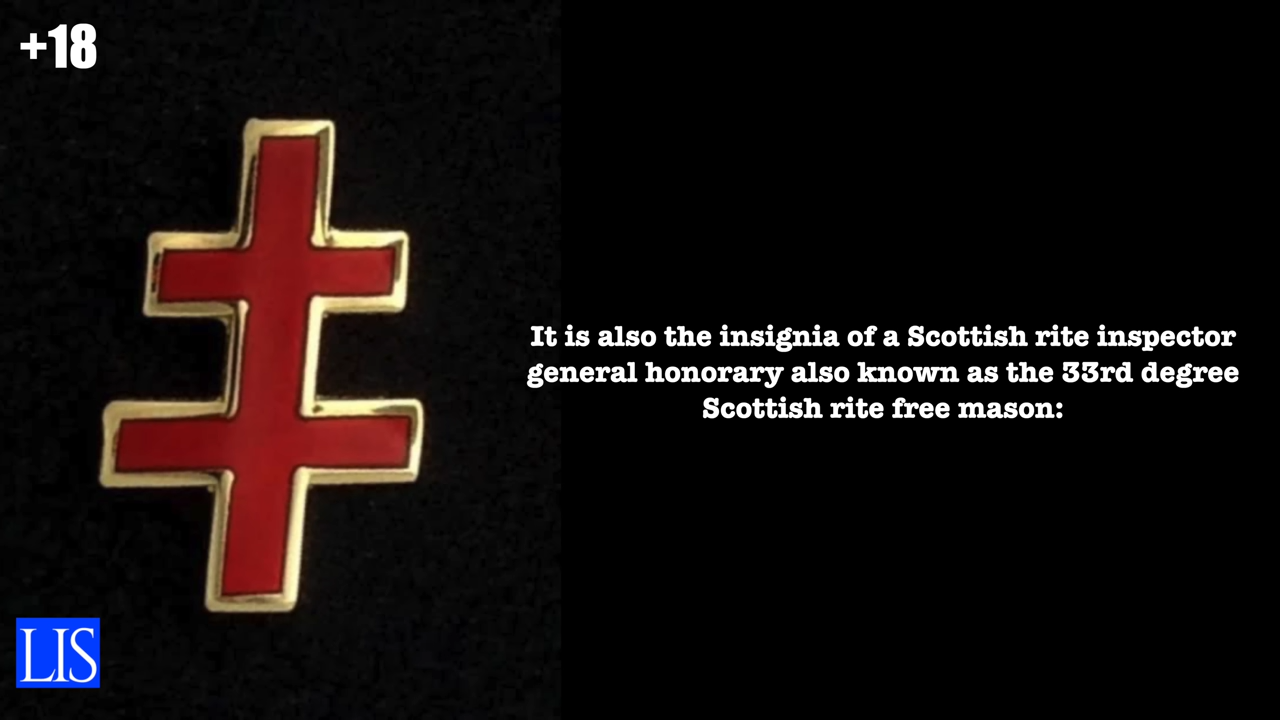 +18
It is also the insignia of a Scottish rite inspector
general honorary also known as the 33rd degree
Scottish rite free mason:
LIS